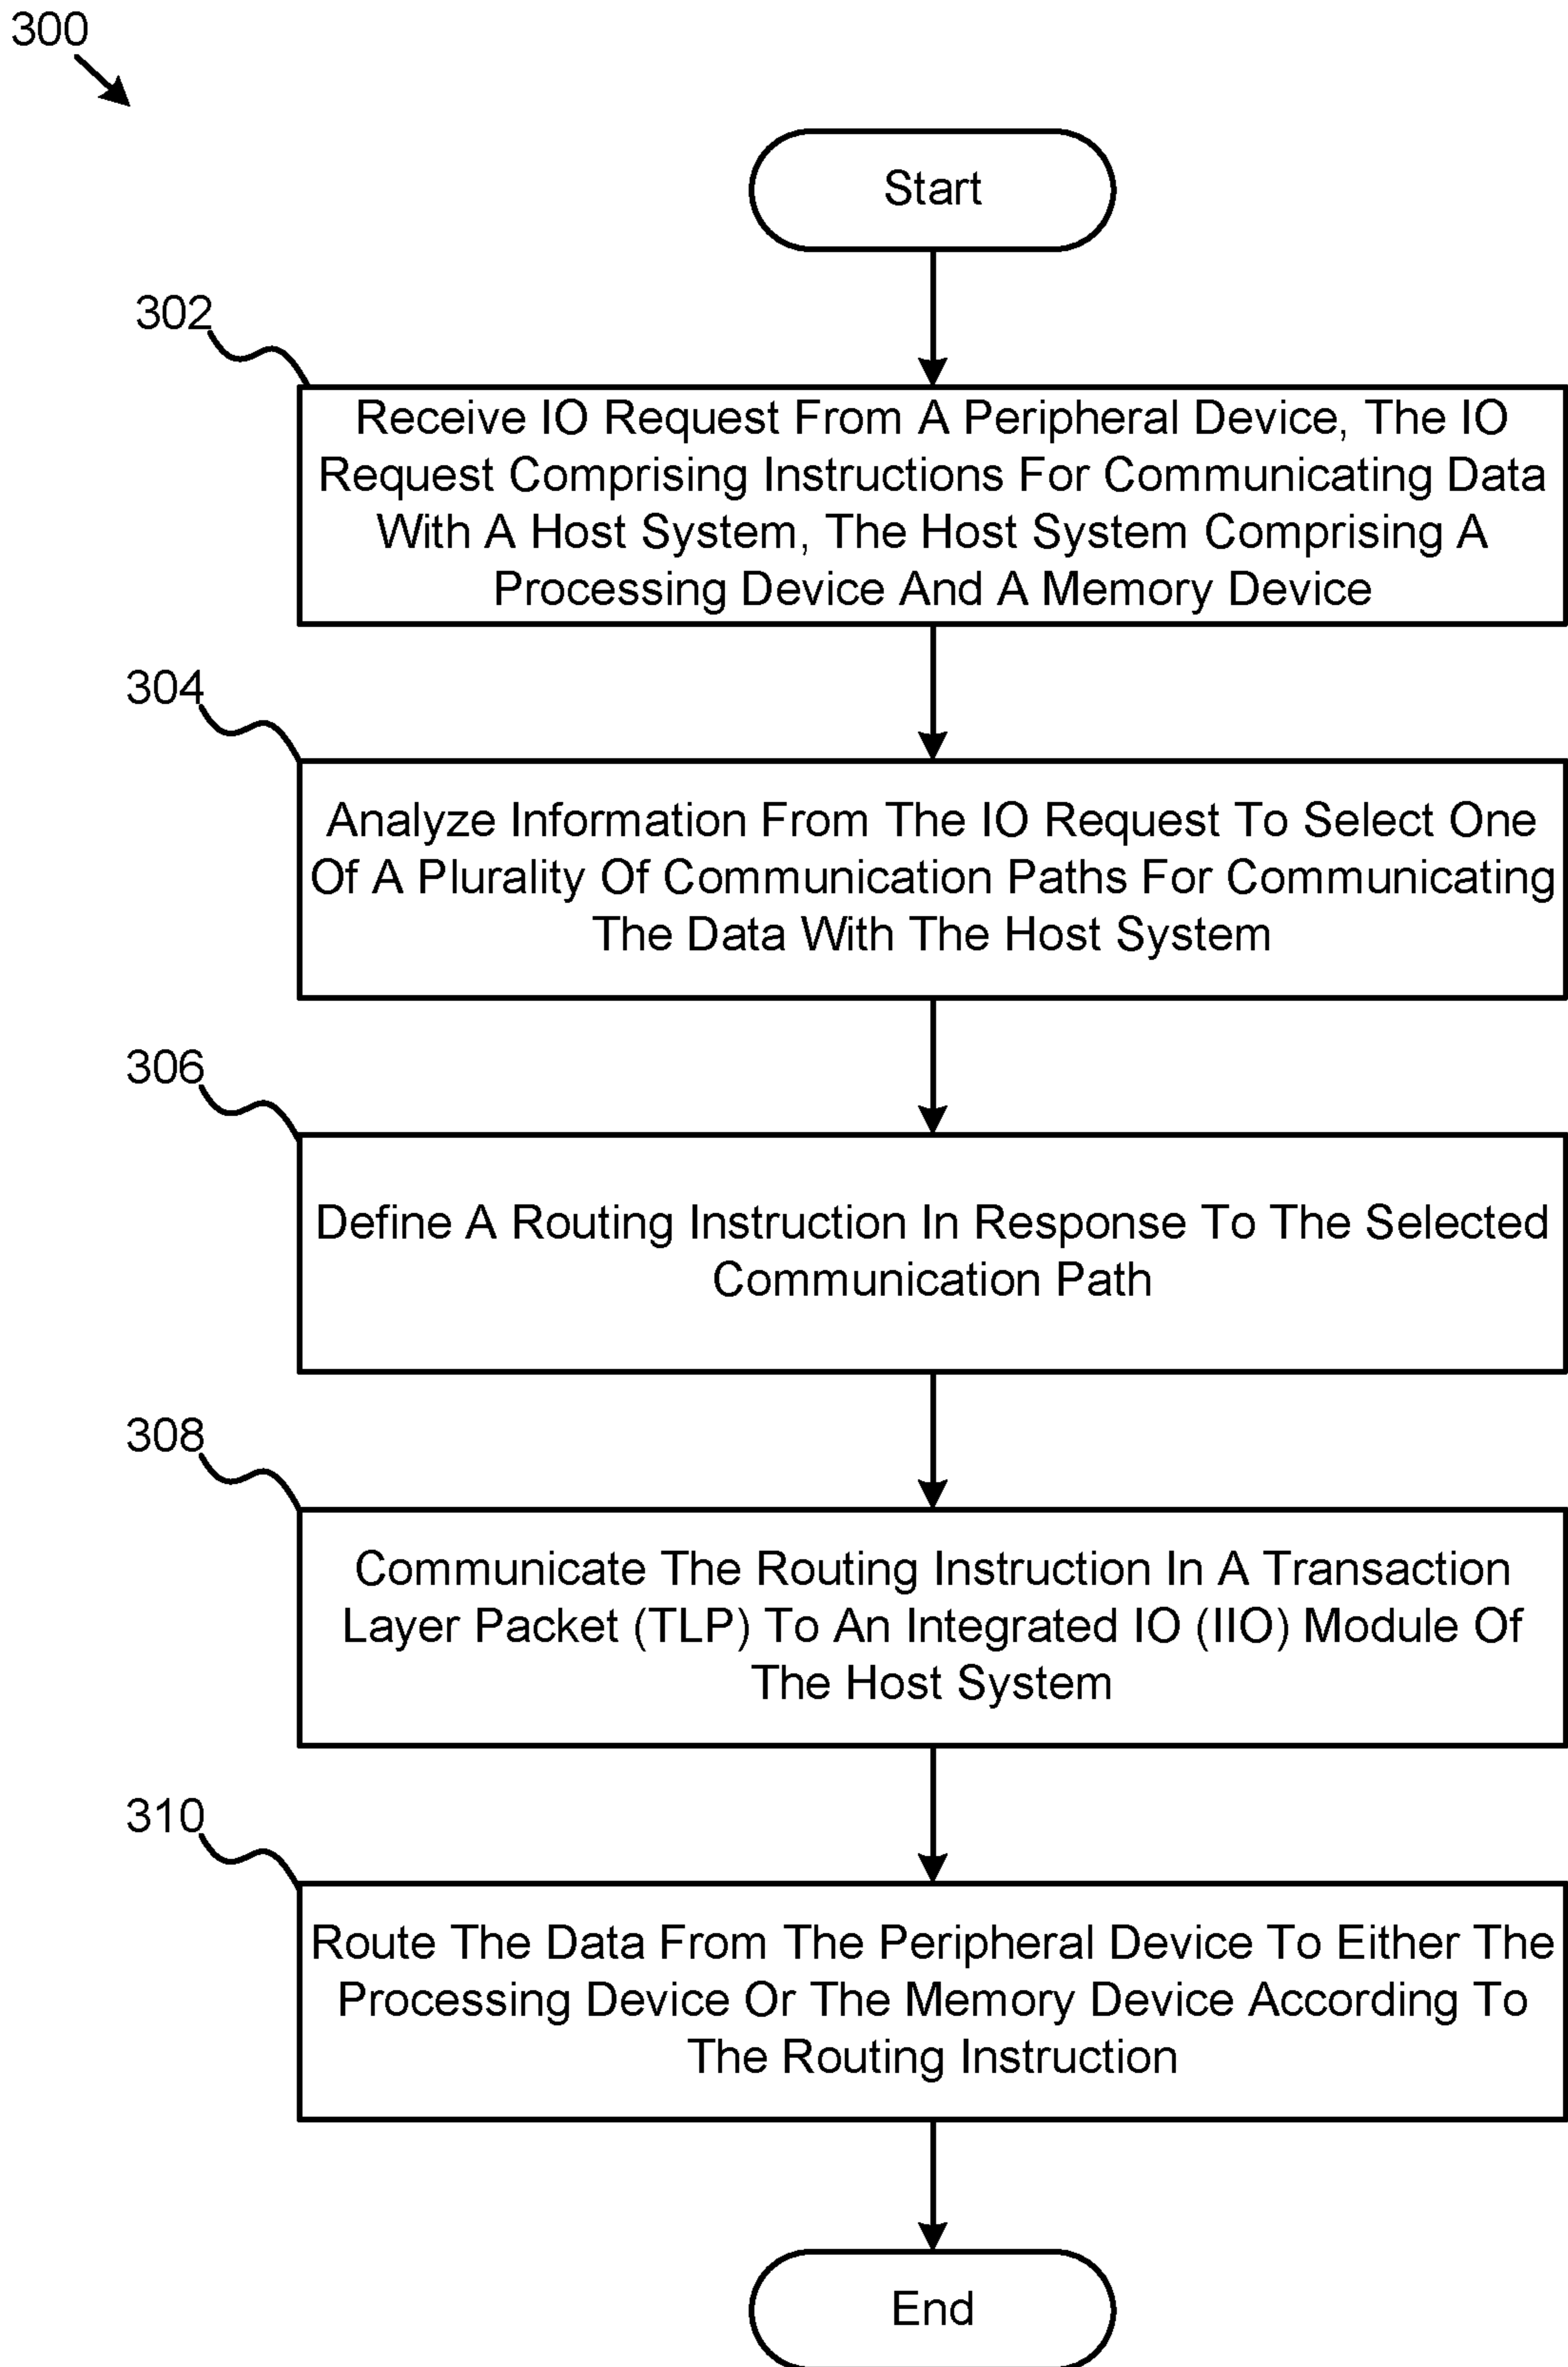 300
Start
302
Receive IO Request From A Peripheral Device, The IO
Request Comprising Instructions For Communicating Data
With A Host System, The Host System Comprising A
Processing Device And A Memory Device
304
Analyze Information From The IO Request To Select One
Of A Plurality Of Communication Paths For Communicating
The Data With The Host System
306
Define A Routing Instruction In Response To The Selected
Communication Path
308
Communicate The Routing Instruction In A Transaction
Layer Packet (TLP) To An Integrated IO (IIO) Module Of
The Host System
310
Route The Data From The Peripheral Device To Either The
Processing Device Or The Memory Device According To
The Routing Instruction
End